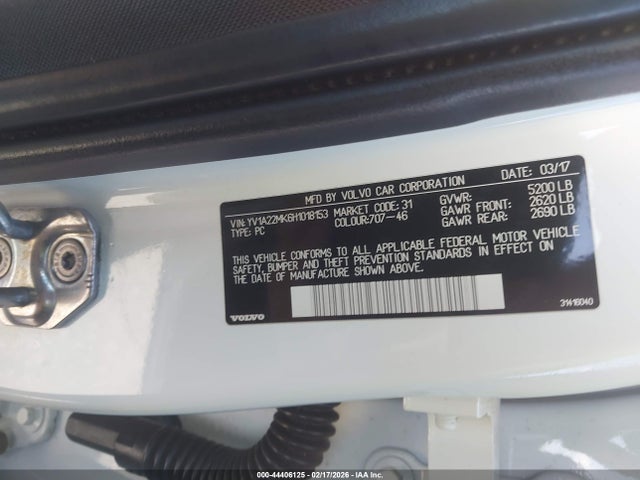 MFD BY VOLVO CAR CORPORATION. DATE: 03/17
VIN: YV1A22MK6H1018153 MARKET CODE: 31 GVWR: 5200 LB
TYPE: PC COLOUR: 707-46 GAWR FRONT: 2620 LB
GAWR REAR: 2690 LB
THIS VEHICLE CONFORMS TO ALL APPLICABLE FEDERAL MOTOR VEHICLE
SAFETY, BUMPER AND THEFT PREVENTION STANDARDS IN EFFECT ON
THE DATE OF MANUFACTURE SHOWN ABOVE.
VOLVO 31416040
000-44406125 - 02/17/2026 - IAAI.COM